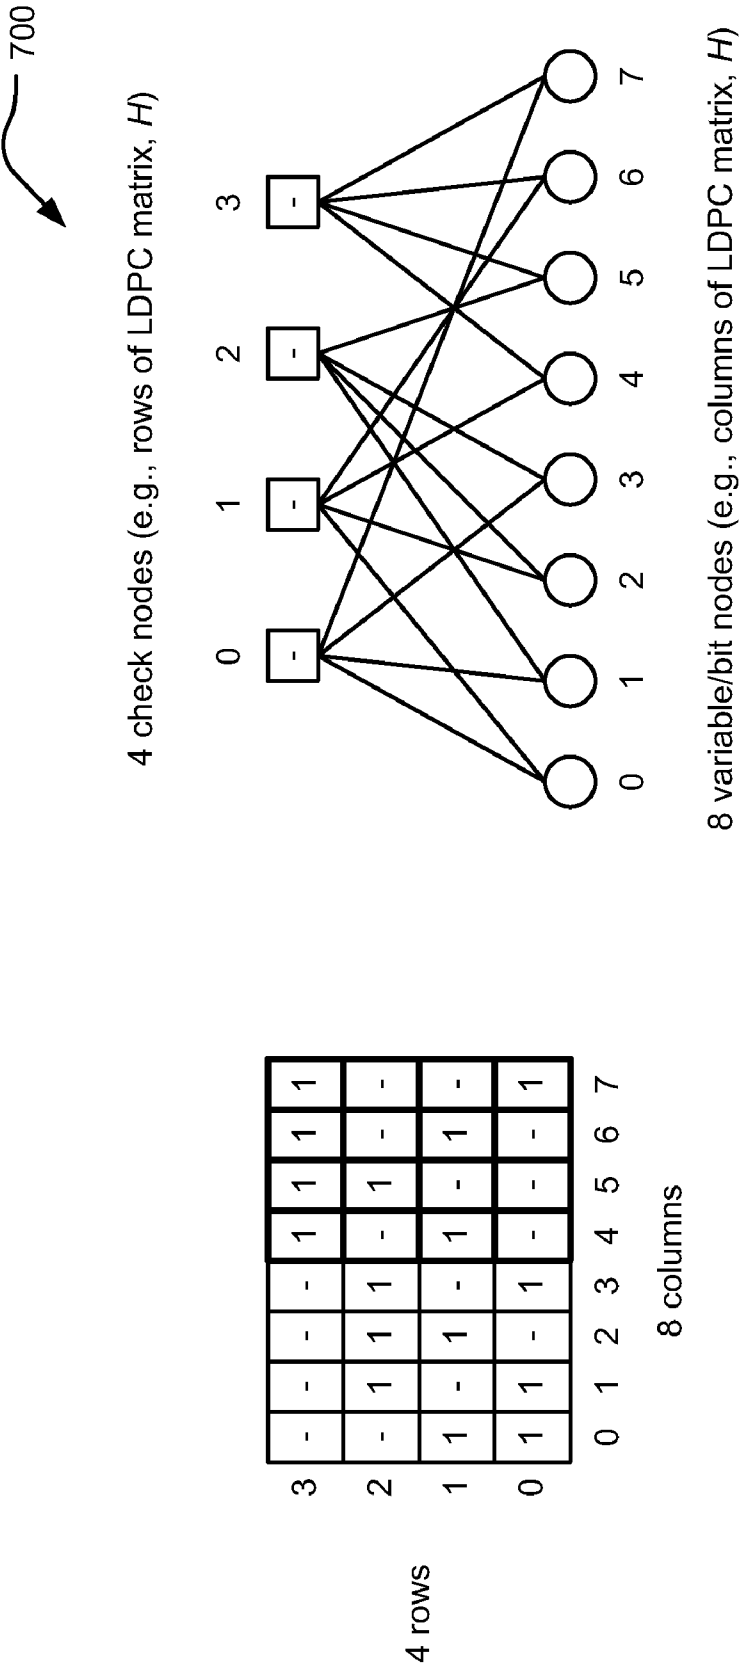 700
4 check nodes (e.g., rows of LDPC matrix, H)
0 1 2 3
- - - -
0 1 2 3 4 5 6 7
8 variable/bit nodes (e.g., columns of LDPC matrix, H)
4 rows
3 - - - - 1 1 1 1
2 - 1 1 1 - 1 - -
1 1 - 1 - 1 - 1 -
0 1 1 - 1 - - - 1
0 1 2 3 4 5 6 7
8 columns